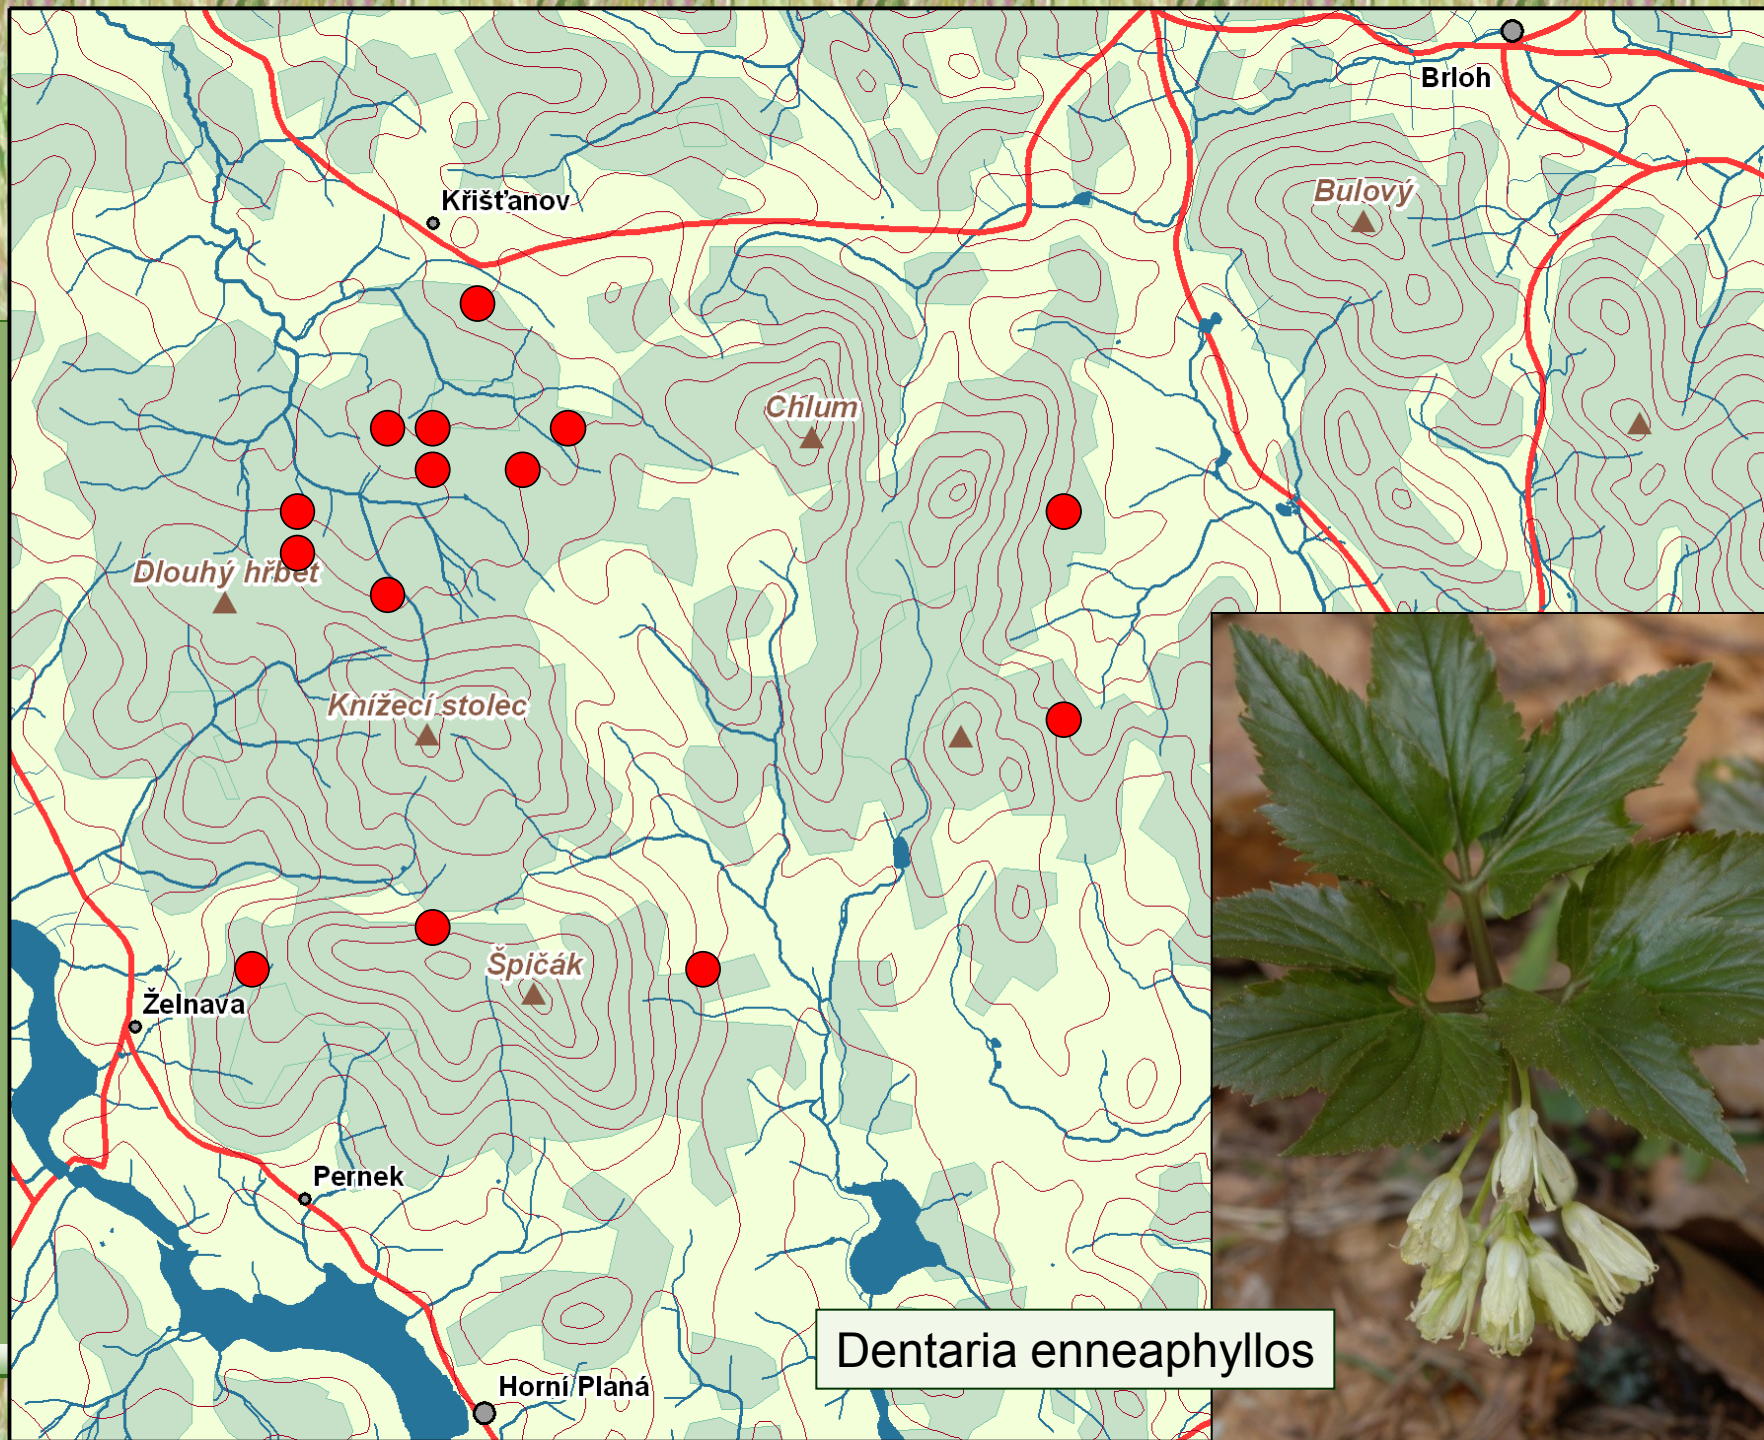 Brloh
Křišťanov
Bulový
Chlum
Dlouhý hřbet
Knížecí stolec
Špičák
Želnava
Pernek
Dentaria enneaphyllos
Horní Planá